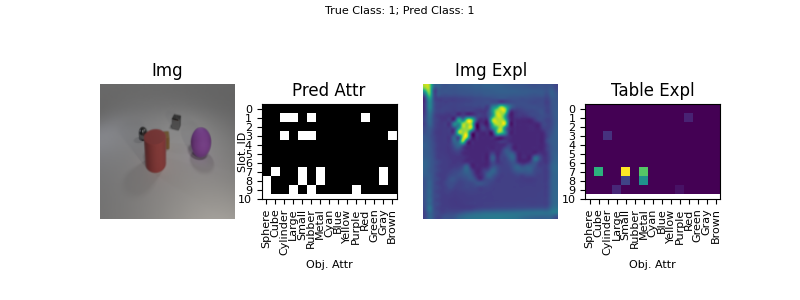 True Class: 1; Pred Class: 1
Img
Pred Attr
Img Expl
Table Expl
Slot. ID
0
1
2
3
4
5
6
7
8
9
10
0
1
2
3
4
5
6
7
8
9
10
Sphere
Cube
Cylinder
Large
Small
Rubber
Metal
Cyan
Blue
Yellow
Purple
Red
Green
Gray
Brown
Sphere
Cube
Cylinder
Large
Small
Rubber
Metal
Cyan
Blue
Yellow
Purple
Red
Green
Gray
Brown
Obj. Attr
Obj. Attr